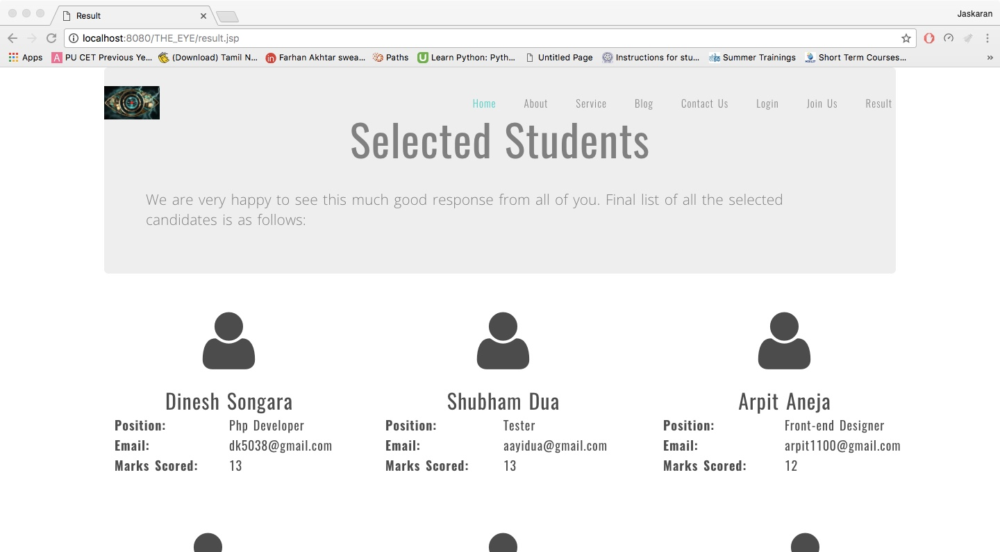 Result
Jaskaran
localhost:8080/THE_EYE/result.jsp
Apps PU CET Previous Ye... (Download) Tamil N... Farhan Akhtar swea... Paths Learn Python: Pyth... Untitled Page Instructions for stu... Summer Trainings Short Term Courses... »
Home About Service Blog Contact Us Login Join Us Result
Selected Students
We are very happy to see this much good response from all of you. Final list of all the selected
candidates is as follows:
Dinesh Songara
Position: Php Developer
Email: dk5038@gmail.com
Marks Scored: 13
Shubham Dua
Position: Tester
Email: aayidua@gmail.com
Marks Scored: 13
Arpit Aneja
Position: Front-end Designer
Email: arpit1100@gmail.com
Marks Scored: 12